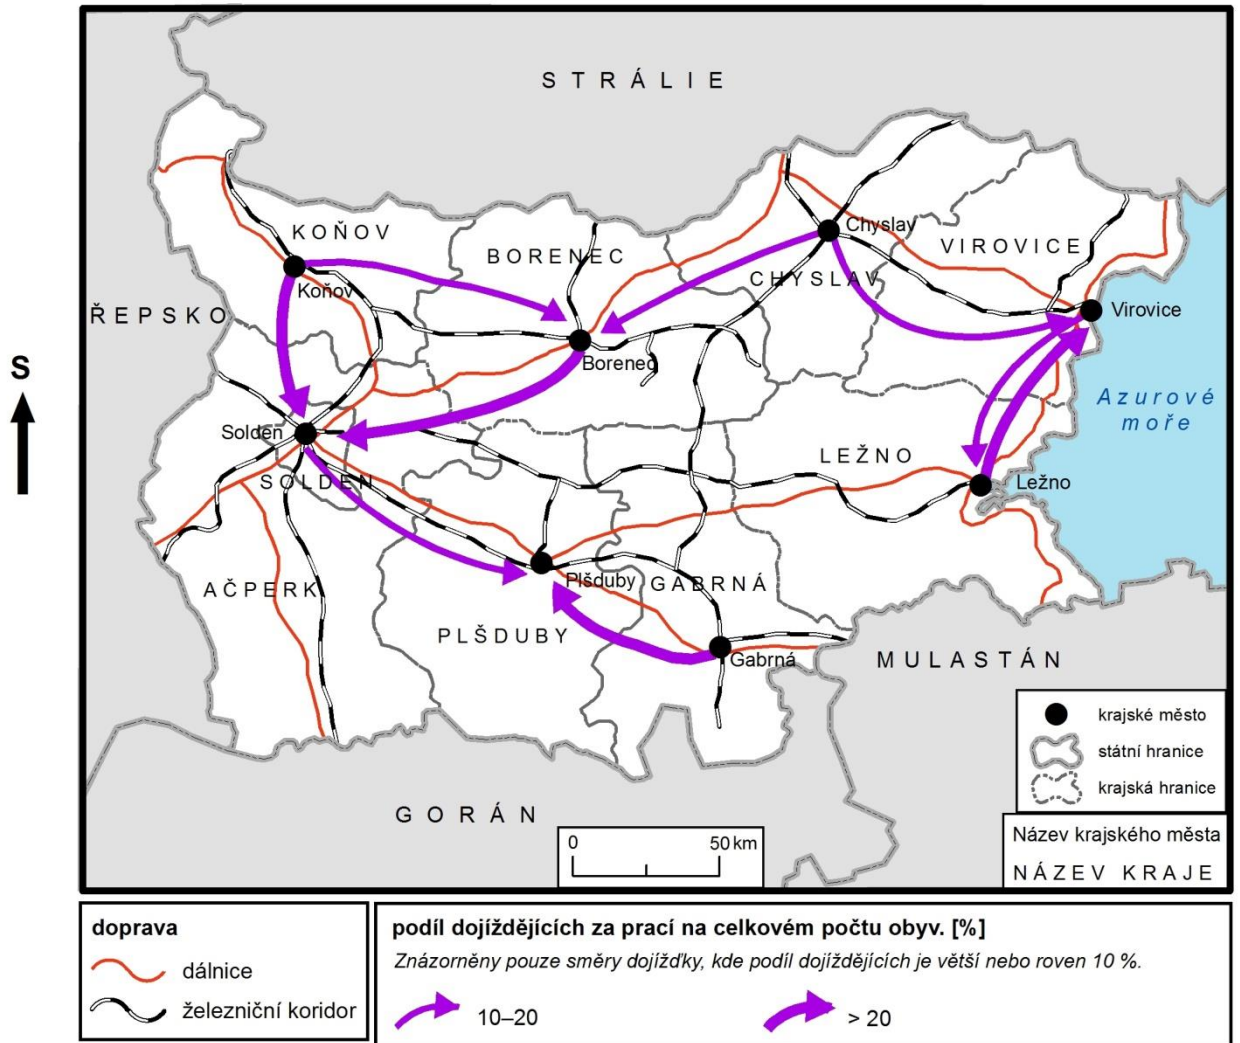 STRÁLIE
KOŇOV
BORENEC
Chyslav
VIROVICE
Koňov
CHYSLAV
ŘEPSKO
Virovice
Borenec
S
Azurové
moře
Solden
LEŽNO
SOLDEN
Ležno
Plšduby
GABRNÁ
AČPERK
PLŠDUBY
Gabrná
MULASTÁN
krajské město
státní hranice
krajská hranice
GORÁN
0 50 km
Název krajského města
NÁZEV KRAJE
doprava
dálnice
železniční koridor
podíl dojíždějících za prací na celkovém počtu obyv. [%]
Znázorněny pouze směry dojížďky, kde podíl dojíždějících je větší nebo roven 10 %.
10–20
> 20